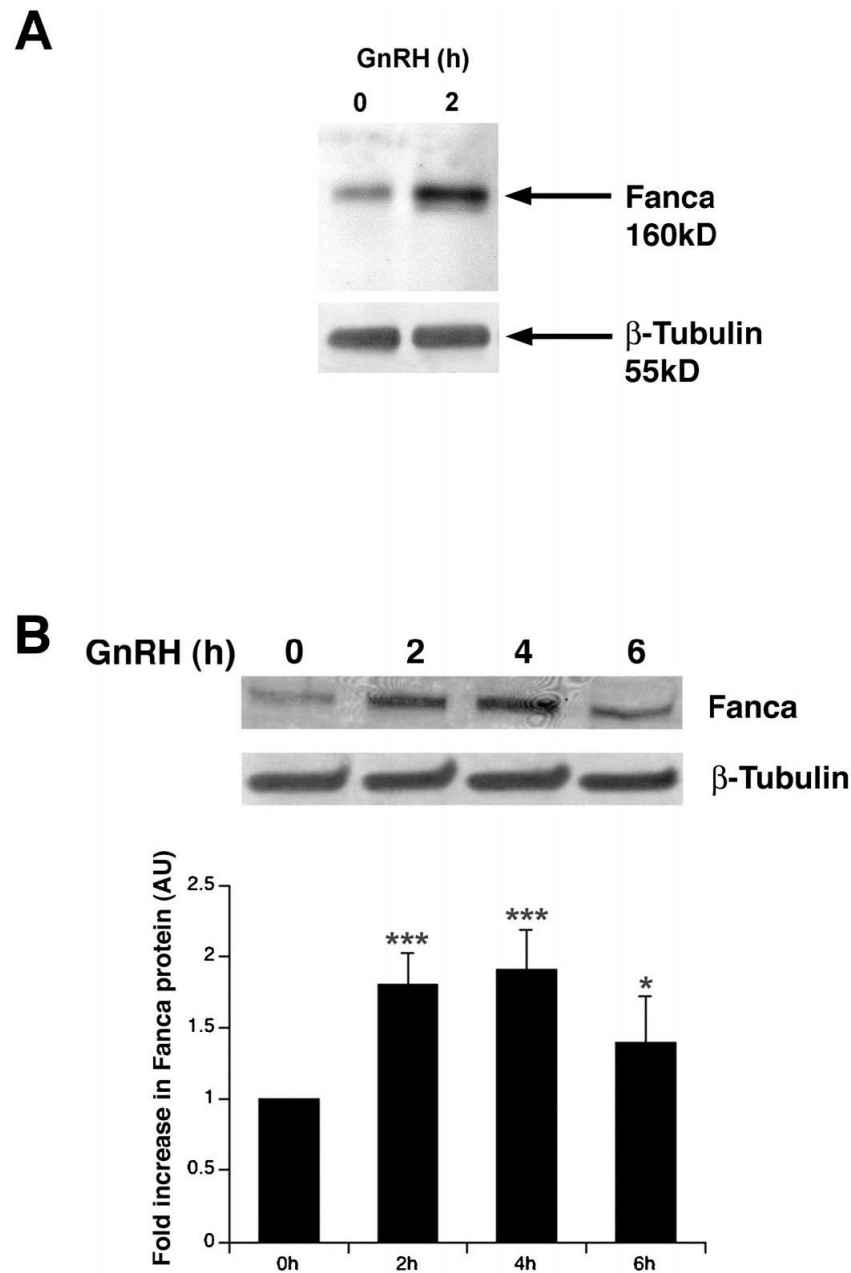 A
GnRH (h)
0 2
Fanca
160kD
β-Tubulin
55kD
B
GnRH (h) 0 2 4 6
Fanca
β-Tubulin
Fold increase in Fanca protein (AU)
2.5
2
1.5
1
0.5
0
***
***
*
0h 2h 4h 6h